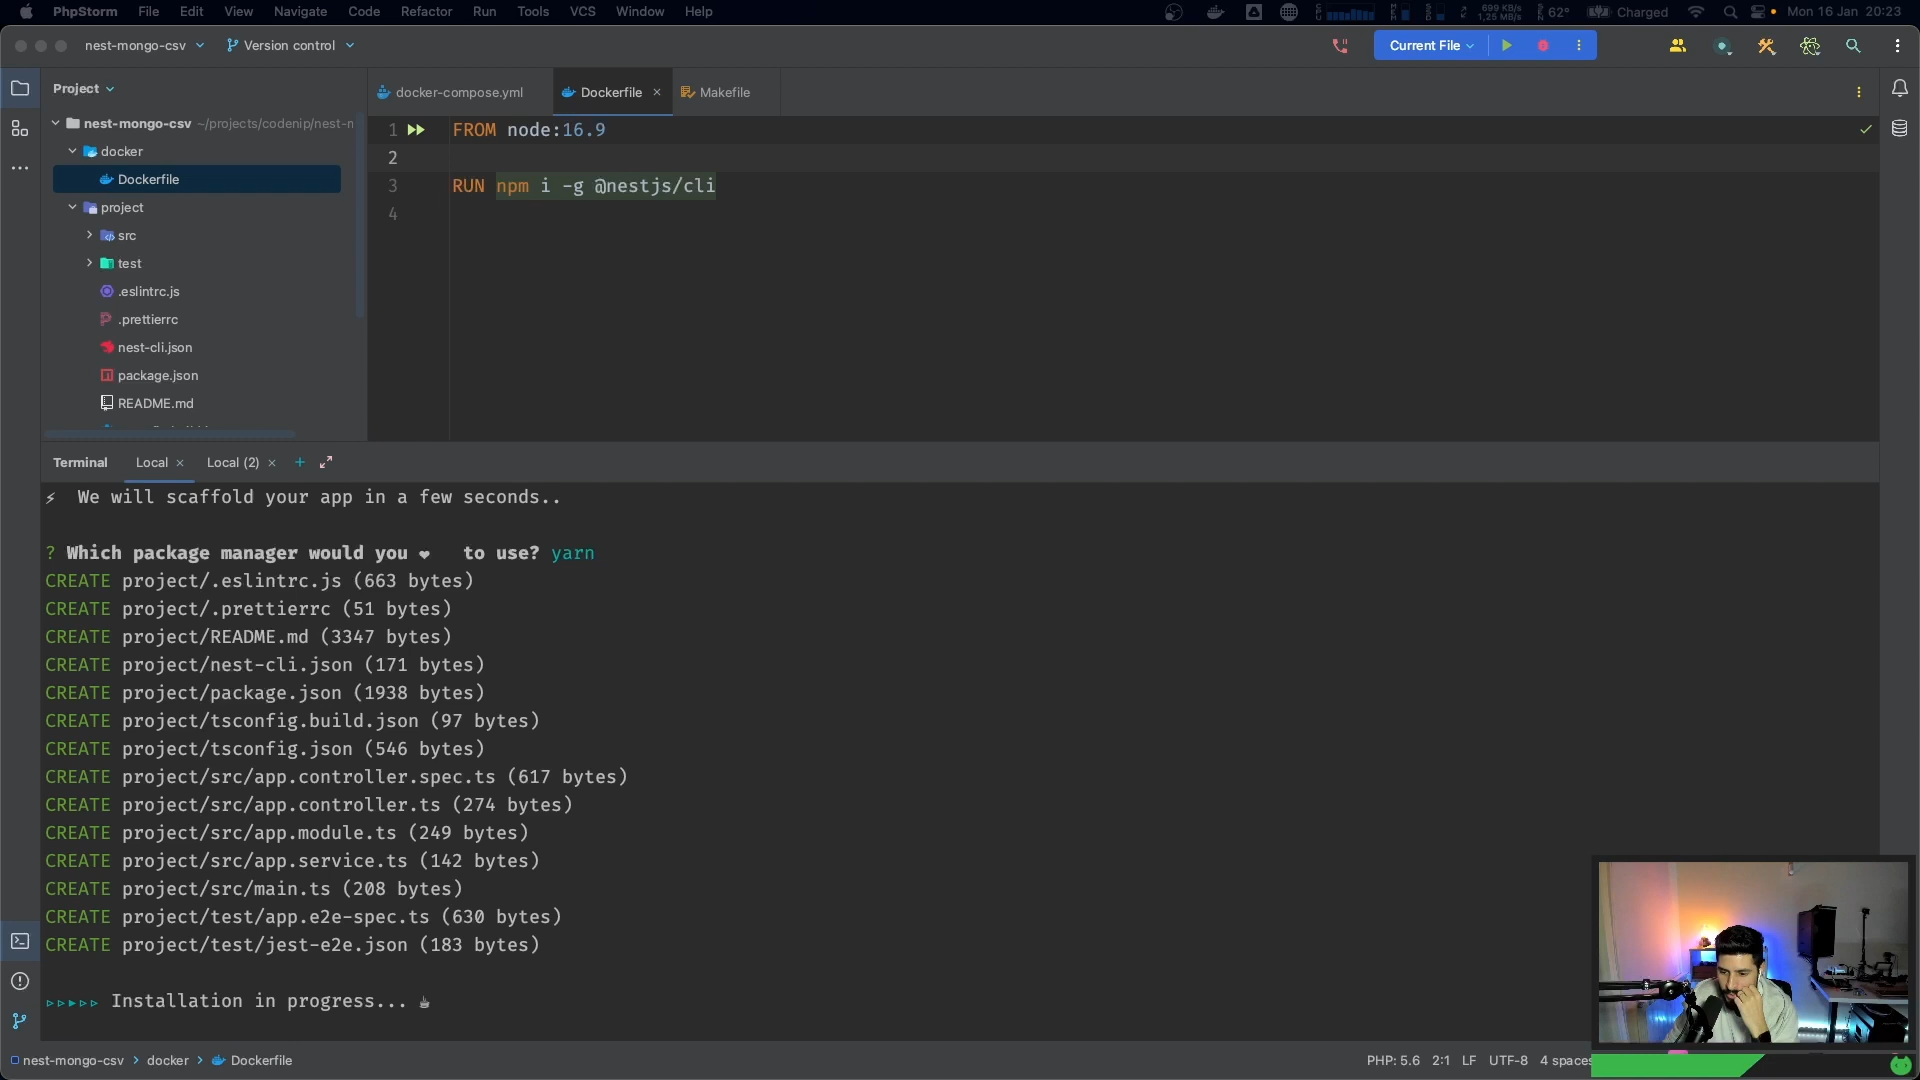 PhpStorm File Edit View Navigate Code Refactor Run Tools VCS Window Help
699 KB/s
1,25 MB/s
62°
Charged
Mon 16 Jan 20:23
nest-mongo-csv
Version control
Current File
Project
docker-compose.yml
Dockerfile
Makefile
nest-mongo-csv ~/projects/codenip/nest-n
docker
Dockerfile
project
src
test
.eslintrc.js
.prettierrc
nest-cli.json
package.json
README.md
1 FROM node:16.9
2
3 RUN npm i -g @nestjs/cli
4
Terminal
Local
Local (2)
⚡ We will scaffold your app in a few seconds..
? Which package manager would you ❤ to use? yarn
CREATE project/.eslintrc.js (663 bytes)
CREATE project/.prettierrc (51 bytes)
CREATE project/README.md (3347 bytes)
CREATE project/nest-cli.json (171 bytes)
CREATE project/package.json (1938 bytes)
CREATE project/tsconfig.build.json (97 bytes)
CREATE project/tsconfig.json (546 bytes)
CREATE project/src/app.controller.spec.ts (617 bytes)
CREATE project/src/app.controller.ts (274 bytes)
CREATE project/src/app.module.ts (249 bytes)
CREATE project/src/app.service.ts (142 bytes)
CREATE project/src/main.ts (208 bytes)
CREATE project/test/app.e2e-spec.ts (630 bytes)
CREATE project/test/jest-e2e.json (183 bytes)
▹▹▸▹▹ Installation in progress... ☕
nest-mongo-csv > docker > Dockerfile
PHP: 5.6 2:1 LF UTF-8 4 spaces